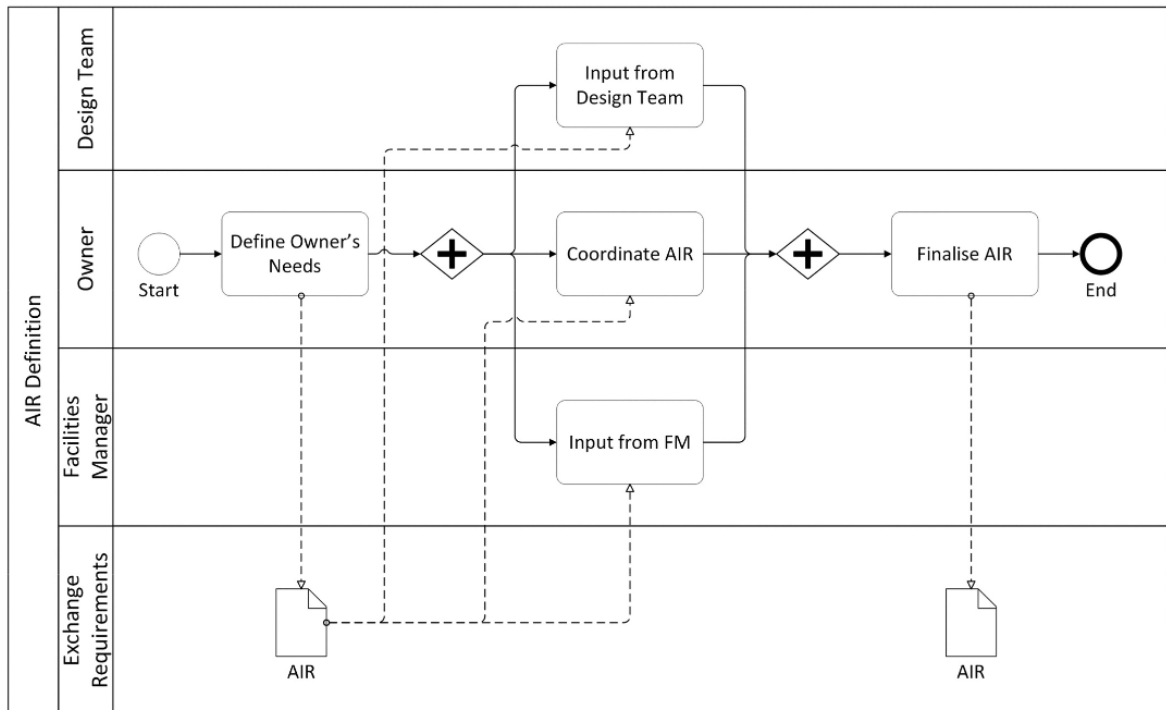 AIR Definition
Design Team
Input from
Design Team
Owner
Start
Define Owner’s
Needs
Coordinate AIR
Finalise AIR
End
Facilities
Manager
Input from FM
Exchange
Requirements
AIR
AIR